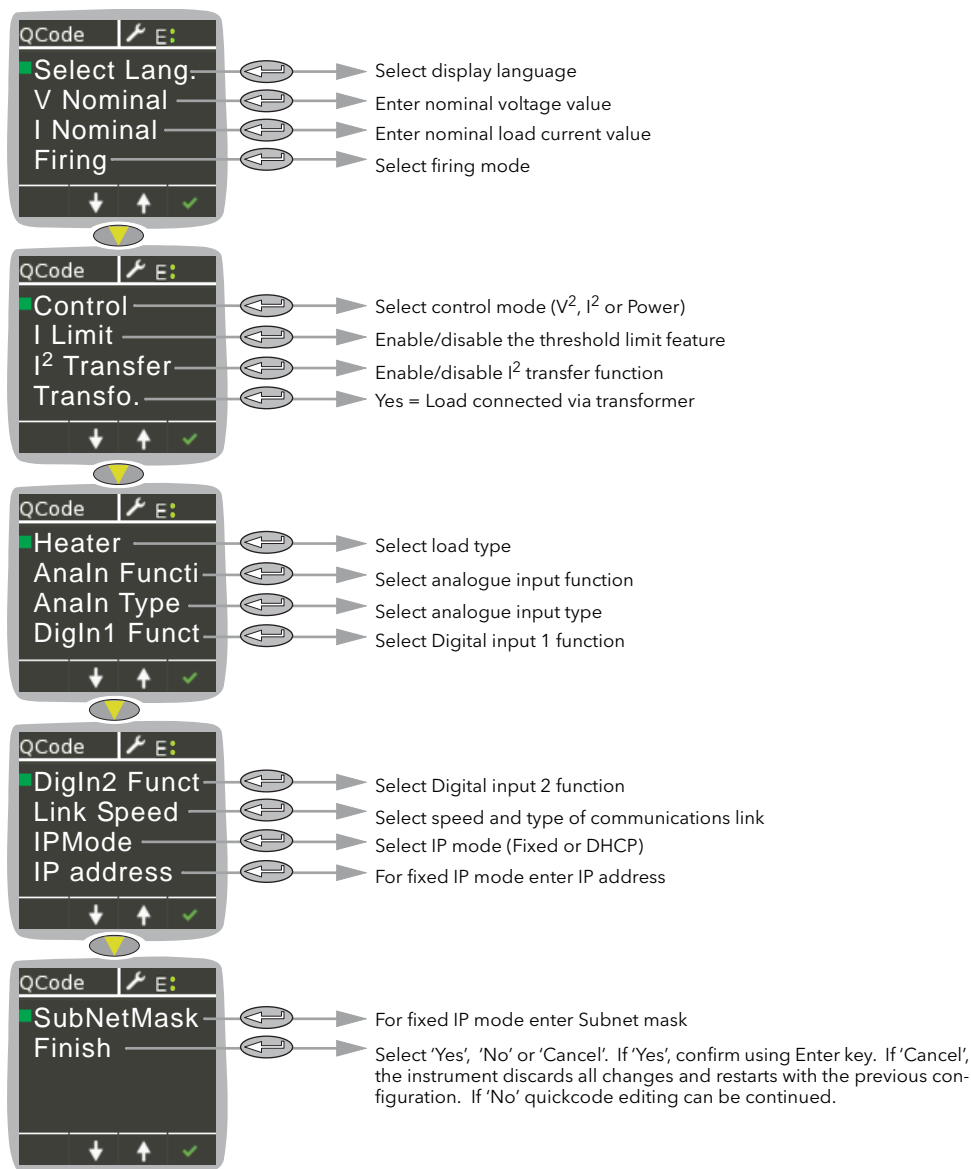 QCode E:
Select Lang. Select display language
V Nominal Enter nominal voltage value
I Nominal Enter nominal load current value
Firing Select firing mode
QCode E:
Control Select control mode (V², I² or Power)
I Limit Enable/disable the threshold limit feature
I² Transfer Enable/disable I² transfer function
Transfo. Yes = Load connected via transformer
QCode E:
Heater Select load type
AnaIn Functi Select analogue input function
AnaIn Type Select analogue input type
DigIn1 Funct Select Digital input 1 function
QCode E:
DigIn2 Funct Select Digital input 2 function
Link Speed Select speed and type of communications link
IPMode Select IP mode (Fixed or DHCP)
IP address For fixed IP mode enter IP address
QCode E:
SubNetMask For fixed IP mode enter Subnet mask
Finish Select 'Yes', 'No' or 'Cancel'. If 'Yes', confirm using Enter key. If 'Cancel',
the instrument discards all changes and restarts with the previous con-
figuration. If 'No' quickcode editing can be continued.